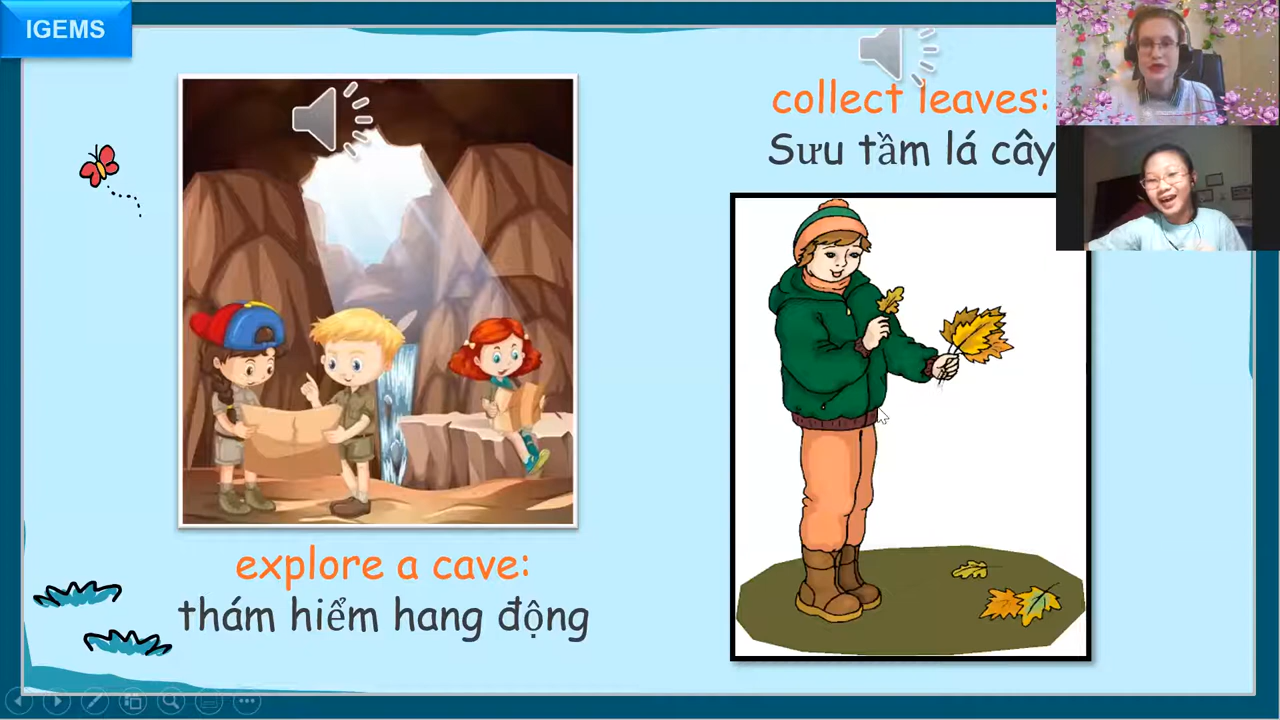 IGEMS
explore a cave:
thám hiểm hang động
collect leaves:
Sưu tầm lá cây